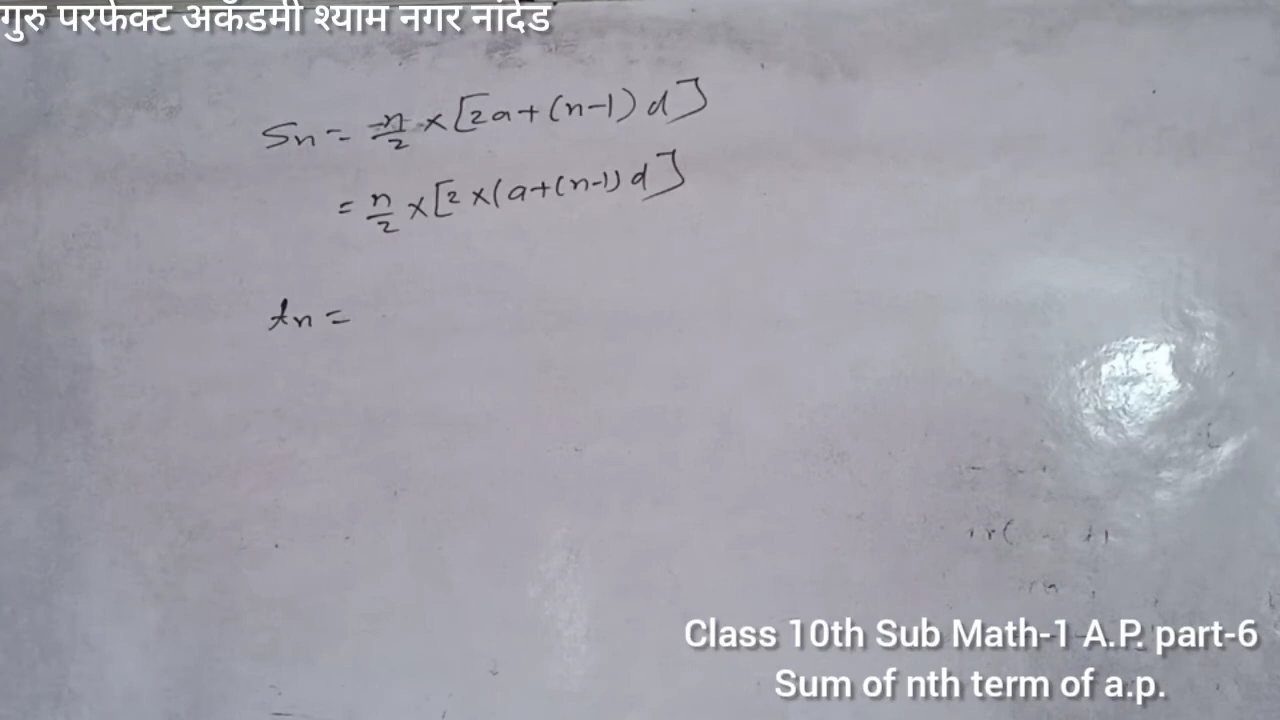 गुरु परफेक्ट अकॅडमी श्याम नगर नांदेड
Sn = n/2 × [2a + (n-1) d]
= n/2 × [2 × (a + (n-1) d]
tn =
Class 10th Sub Math-1 A.P. part-6
Sum of nth term of a.p.